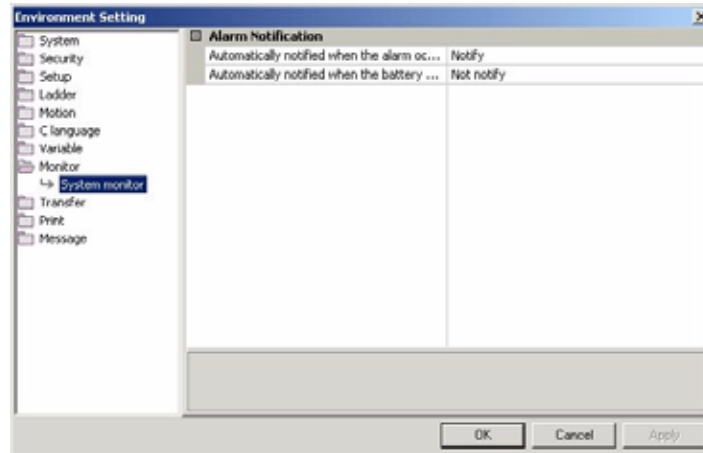 Environment Setting
System
Security
Setup
Ladder
Motion
C language
Variable
Monitor
System monitor
Transfer
Print
Message
Alarm Notification
Automatically notified when the alarm oc... Notify
Automatically notified when the battery ... Not notify
OK Cancel Apply